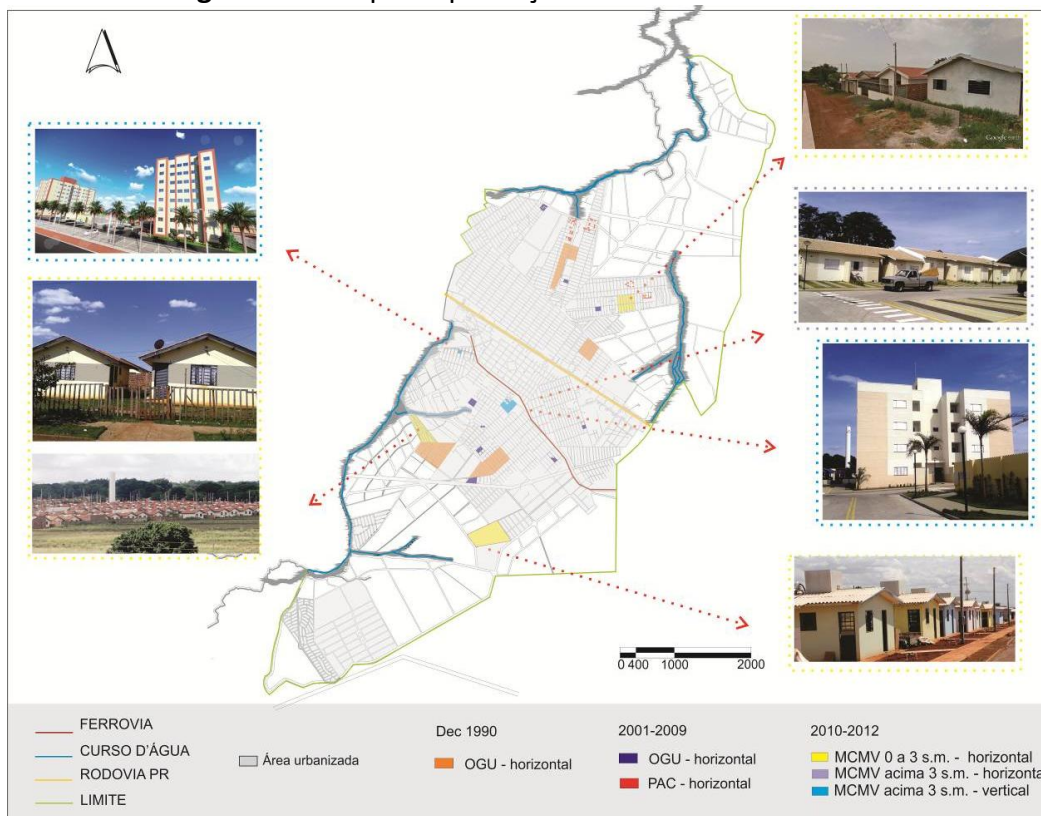 0 400 1000 2000
FERROVIA
CURSO D'ÁGUA
RODOVIA PR
LIMITE
Área urbanizada
Dec 1990
OGU - horizontal
2001-2009
OGU - horizontal
PAC - horizontal
2010-2012
MCMV 0 a 3 s.m. - horizontal
MCMV acima 3 s.m. - horizonta
MCMV acima 3 s.m. - vertical